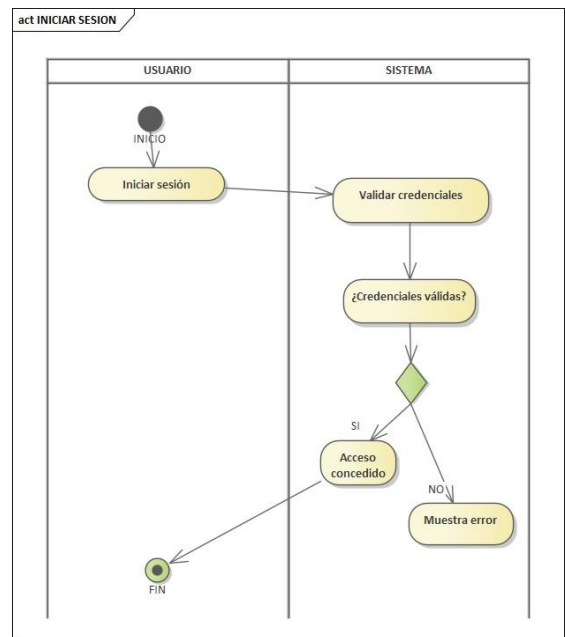 act INICIAR SESION
USUARIO
SISTEMA
INICIO
Iniciar sesión
Validar credenciales
¿Credenciales válidas?
SI
Acceso
concedido
NO
Muestra error
FIN